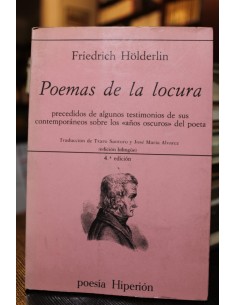 Friedrich Hölderlin
Poemas de la locura
precedidos de algunos testimonios de sus
contemporáneos sobre los «años oscuros» del poeta
Traducción de Txaro Santoro y José María Álvarez
edición bilingüe
4.ª edición
poesía Hiperión